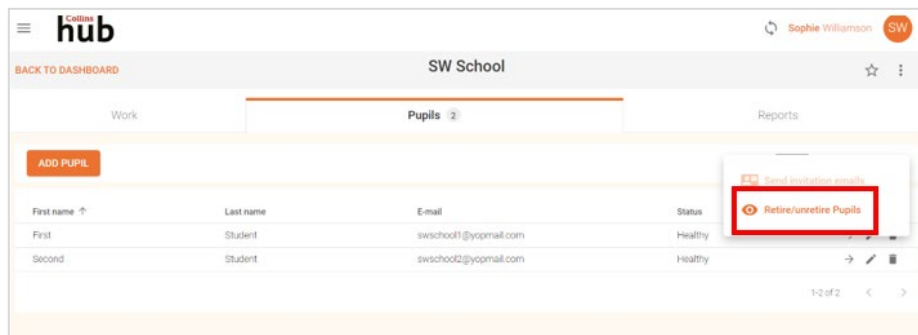 Collins
hub
Sophie Williamson SW
BACK TO DASHBOARD SW School
Work Pupils 2 Reports
ADD PUPIL
Send invitation emails
Retire/unretire Pupils
First name Last name E-mail Status
First Student swschool1@yopmail.com Healthy
Second Student swschool2@yopmail.com Healthy
1-2 of 2